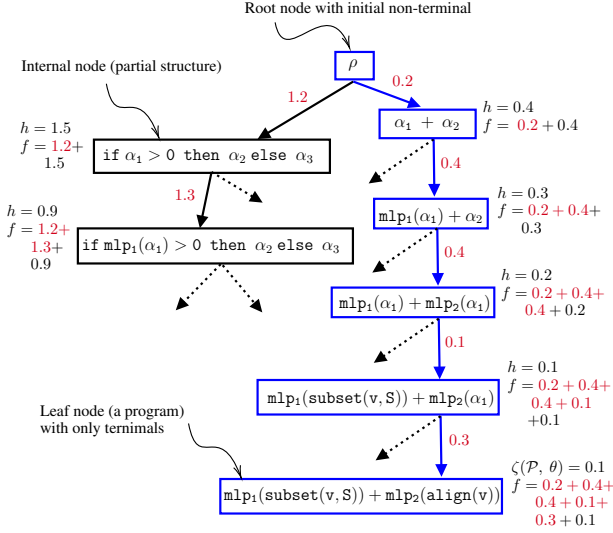 Root node with initial non-terminal
ρ
Internal node (partial structure)
1.2
0.2
h = 1.5
f = 1.2+
1.5
if α₁ > 0 then α₂ else α₃
α₁ + α₂
h = 0.4
f = 0.2 + 0.4
1.3
0.4
h = 0.9
f = 1.2+
1.3+
0.9
if mlp₁(α₁) > 0 then α₂ else α₃
mlp₁(α₁) + α₂
h = 0.3
f = 0.2 + 0.4+
0.3
0.4
mlp₁(α₁) + mlp₂(α₁)
h = 0.2
f = 0.2 + 0.4+
0.4 + 0.2
0.1
mlp₁(subset(v, S)) + mlp₂(α₁)
h = 0.1
f = 0.2 + 0.4+
0.4 + 0.1
+0.1
Leaf node (a program)
with only ternimals
0.3
mlp₁(subset(v, S)) + mlp₂(align(v))
ζ(𝒫, θ) = 0.1
f = 0.2 + 0.4+
0.4 + 0.1+
0.3 + 0.1